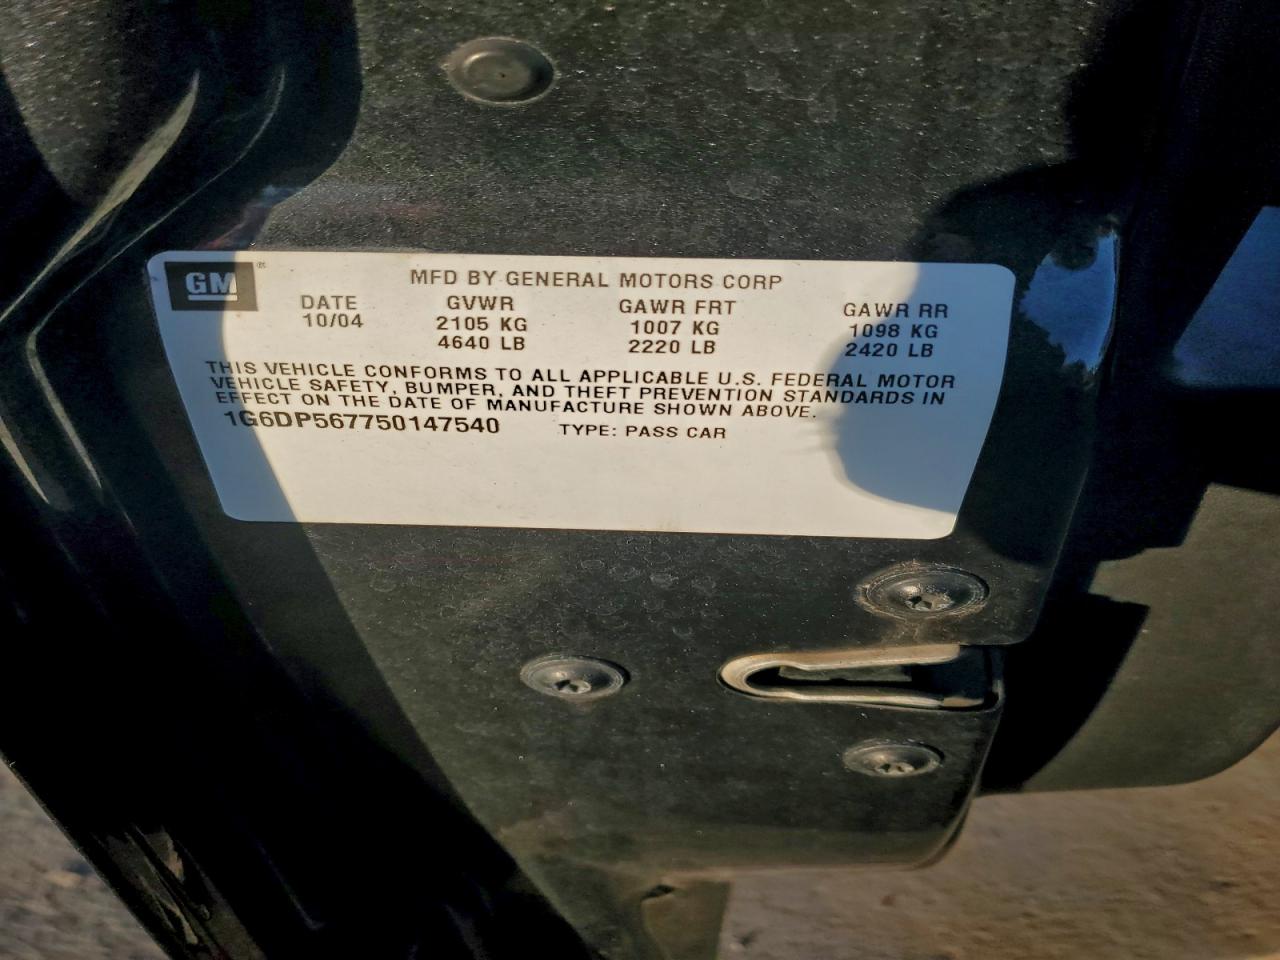 GM ®
MFD BY GENERAL MOTORS CORP
DATE GVWR GAWR FRT GAWR RR
10/04 2105 KG 1007 KG 1098 KG
4640 LB 2220 LB 2420 LB
THIS VEHICLE CONFORMS TO ALL APPLICABLE U.S. FEDERAL MOTOR
VEHICLE SAFETY, BUMPER, AND THEFT PREVENTION STANDARDS IN
EFFECT ON THE DATE OF MANUFACTURE SHOWN ABOVE.
1G6DP567750147540 TYPE: PASS CAR